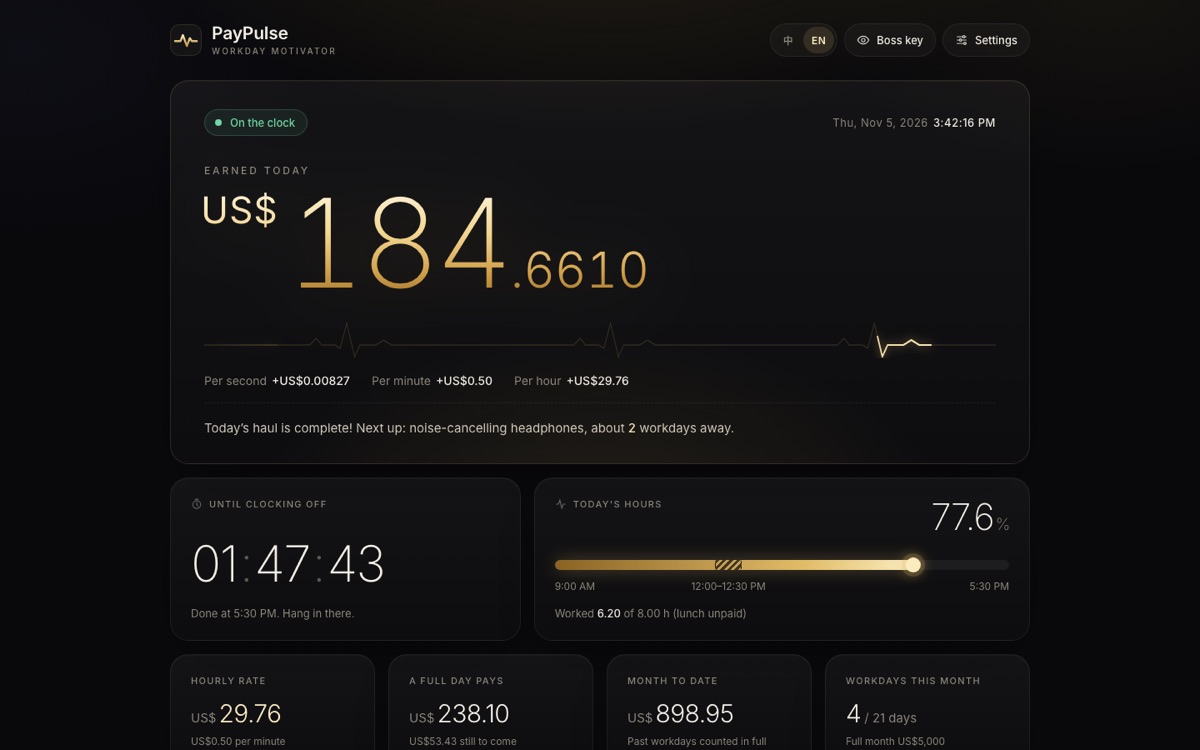 PayPulse
WORKDAY MOTIVATOR
中 EN
Boss key
Settings
On the clock
Thu, Nov 5, 2026 3:42:16 PM
EARNED TODAY
US$ 184.6610
Per second +US$0.00827 Per minute +US$0.50 Per hour +US$29.76
Today’s haul is complete! Next up: noise-cancelling headphones, about 2 workdays away.
UNTIL CLOCKING OFF
01:47:43
Done at 5:30 PM. Hang in there.
TODAY'S HOURS
77.6%
9:00 AM 12:00–12:30 PM 5:30 PM
Worked 6.20 of 8.00 h (lunch unpaid)
HOURLY RATE
US$ 29.76
US$0.50 per minute
A FULL DAY PAYS
US$ 238.10
US$53.43 still to come
MONTH TO DATE
US$ 898.95
Past workdays counted in full
WORKDAYS THIS MONTH
4 / 21 days
Full month US$5,000